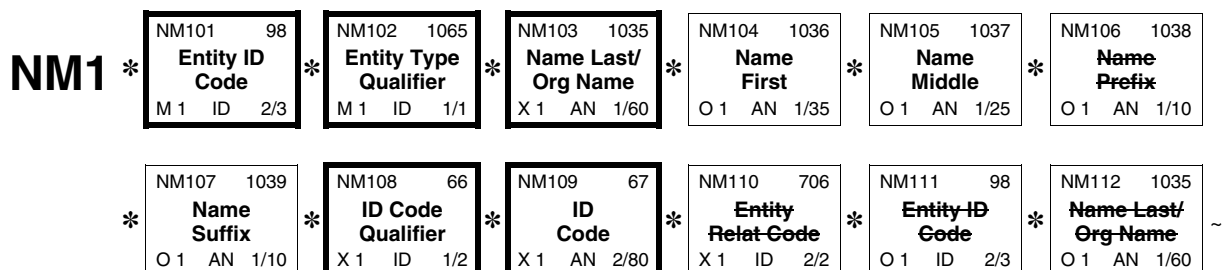 NM101 98 NM102 1065 NM103 1035 NM104 1036 NM105 1037 NM106 1038
NM1 * Entity ID * Entity Type * Name Last/ * Name * Name * Name
Code Qualifier Org Name First Middle Prefix
M 1 ID 2/3 M 1 ID 1/1 X 1 AN 1/60 O 1 AN 1/35 O 1 AN 1/25 O 1 AN 1/10
NM107 1039 NM108 66 NM109 67 NM110 706 NM111 98 NM112 1035
* Name * ID Code * ID * Entity * Entity ID * Name Last/ ~
Suffix Qualifier Code Relat Code Code Org Name
O 1 AN 1/10 X 1 ID 1/2 X 1 AN 2/80 X 1 ID 2/2 O 1 ID 2/3 O 1 AN 1/60